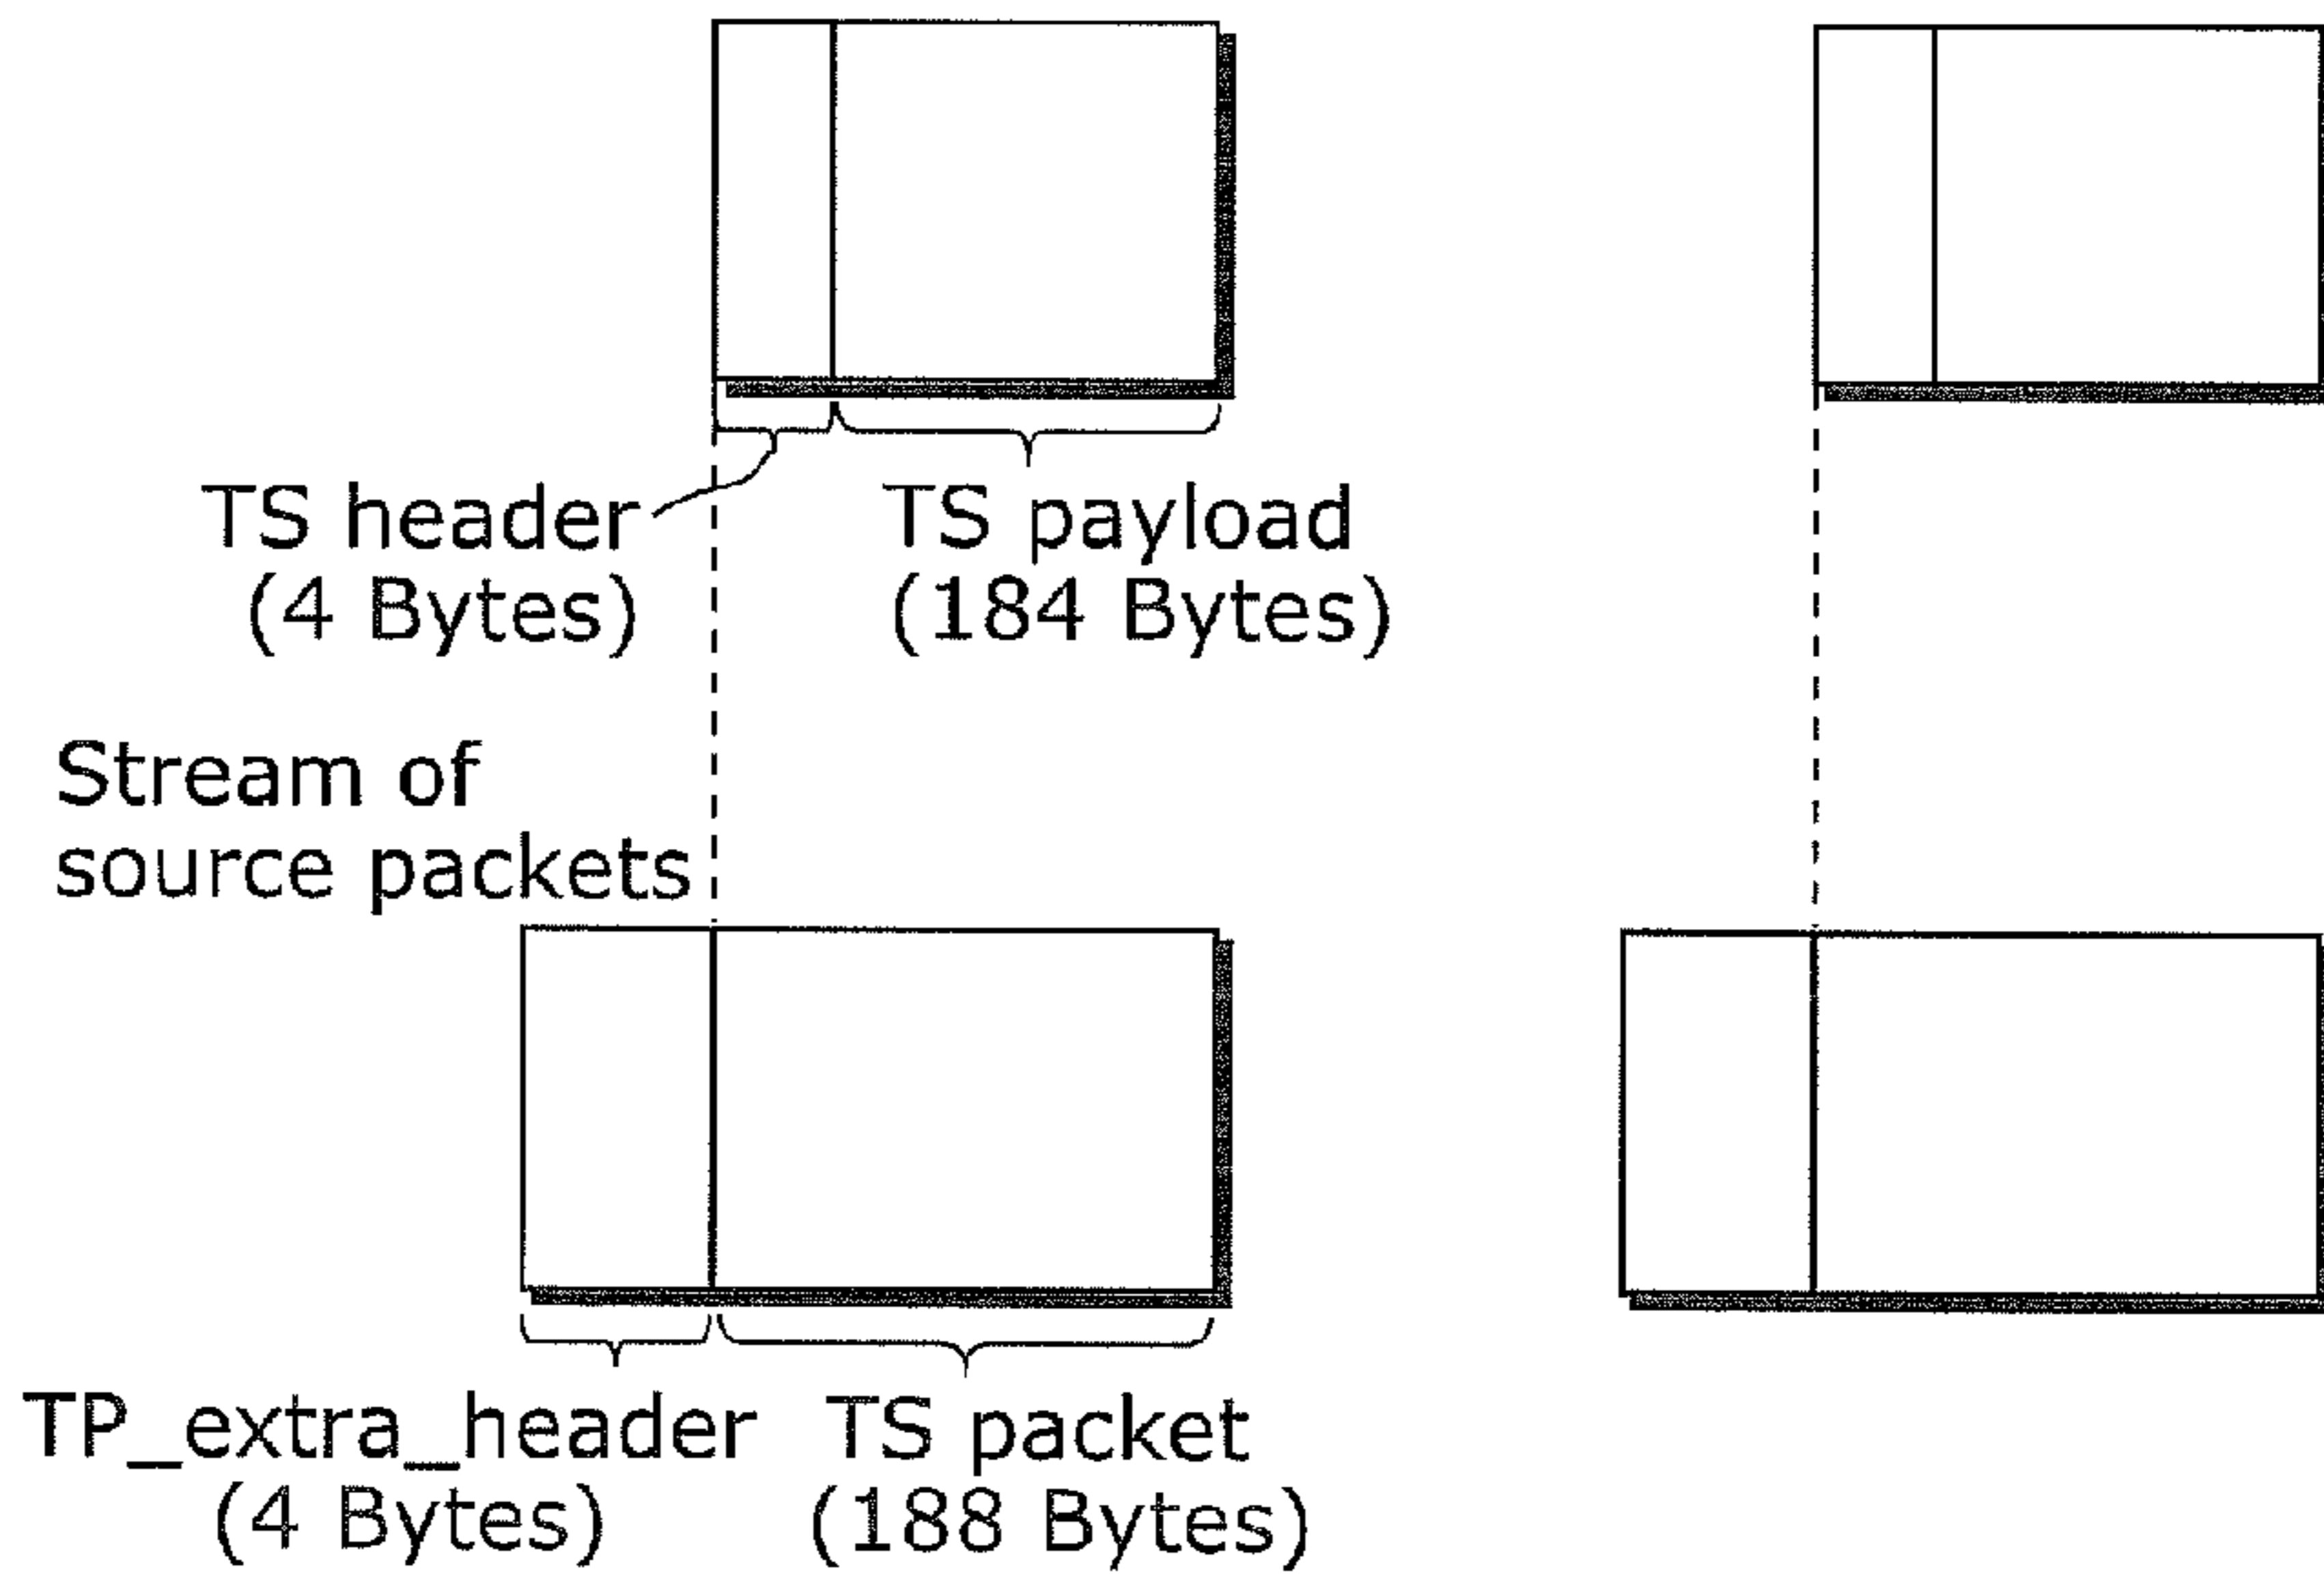 TS header
(4 Bytes)
TS payload
(184 Bytes)
Stream of
source packets
TP_extra_header
(4 Bytes)
TS packet
(188 Bytes)